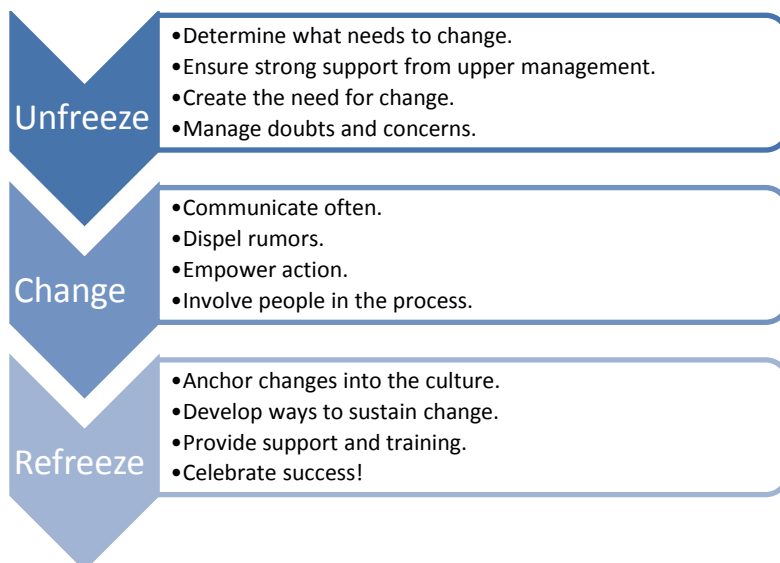 Unfreeze
•Determine what needs to change.
•Ensure strong support from upper management.
•Create the need for change.
•Manage doubts and concerns.
Change
•Communicate often.
•Dispel rumors.
•Empower action.
•Involve people in the process.
Refreeze
•Anchor changes into the culture.
•Develop ways to sustain change.
•Provide support and training.
•Celebrate success!